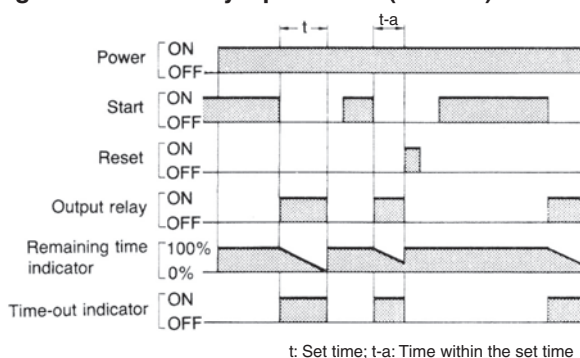 t
t-a
Power
ON
OFF
Start
ON
OFF
Reset
ON
OFF
Output relay
ON
OFF
Remaining time
indicator
100%
0%
Time-out indicator
ON
OFF
t: Set time; t-a: Time within the set time